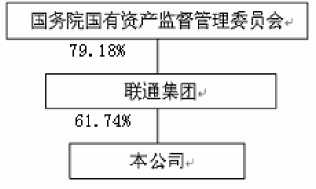 国务院国有资产监督管理委员会
79.18%
联通集团
61.74%
本公司